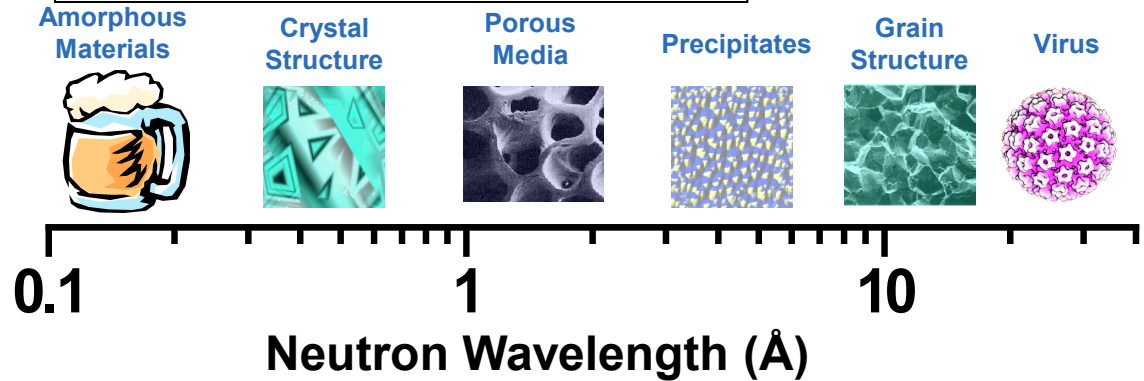 Amorphous
Materials
Crystal
Structure
Porous
Media
Precipitates
Grain
Structure
Virus
0.1
1
10
Neutron Wavelength (Å)